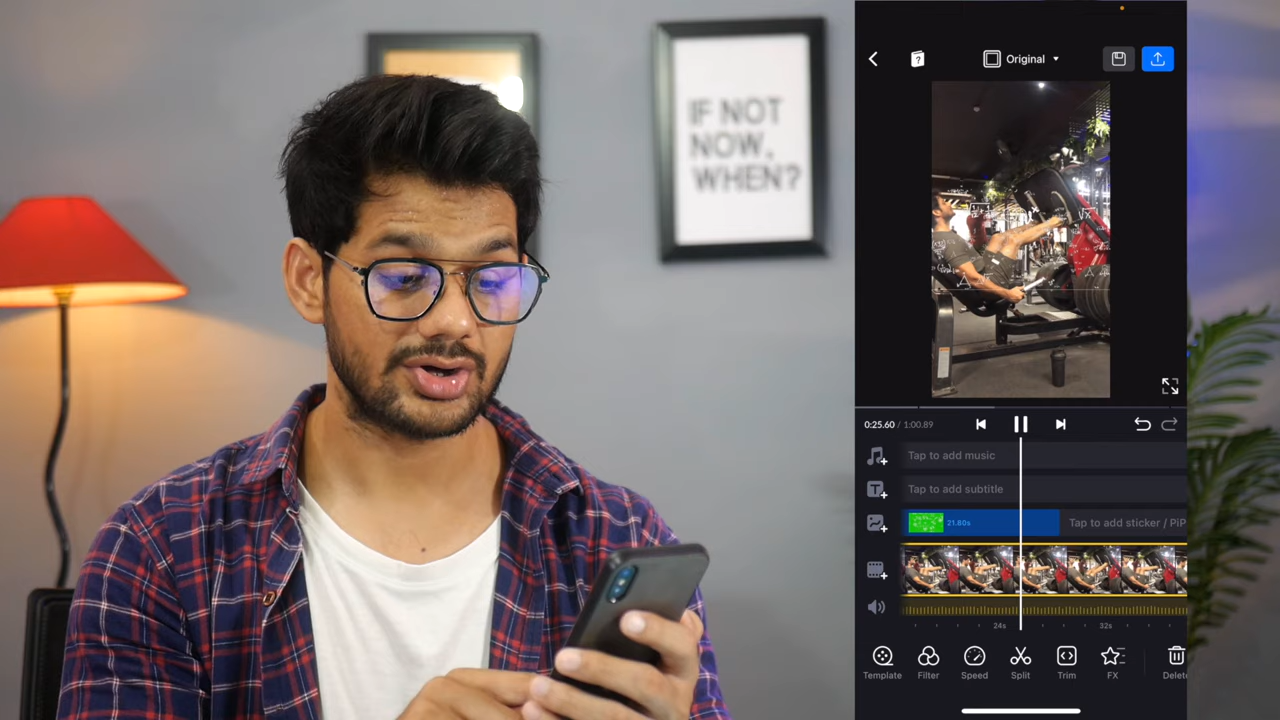 IF NOT
NOW,
WHEN?
?
Original
0:25.60 / 1:00.89
Tap to add music
T
Tap to add subtitle
21.80s
Tap to add sticker / PiP
24s
32s
Template
Filter
Speed
Split
Trim
FX
Delet